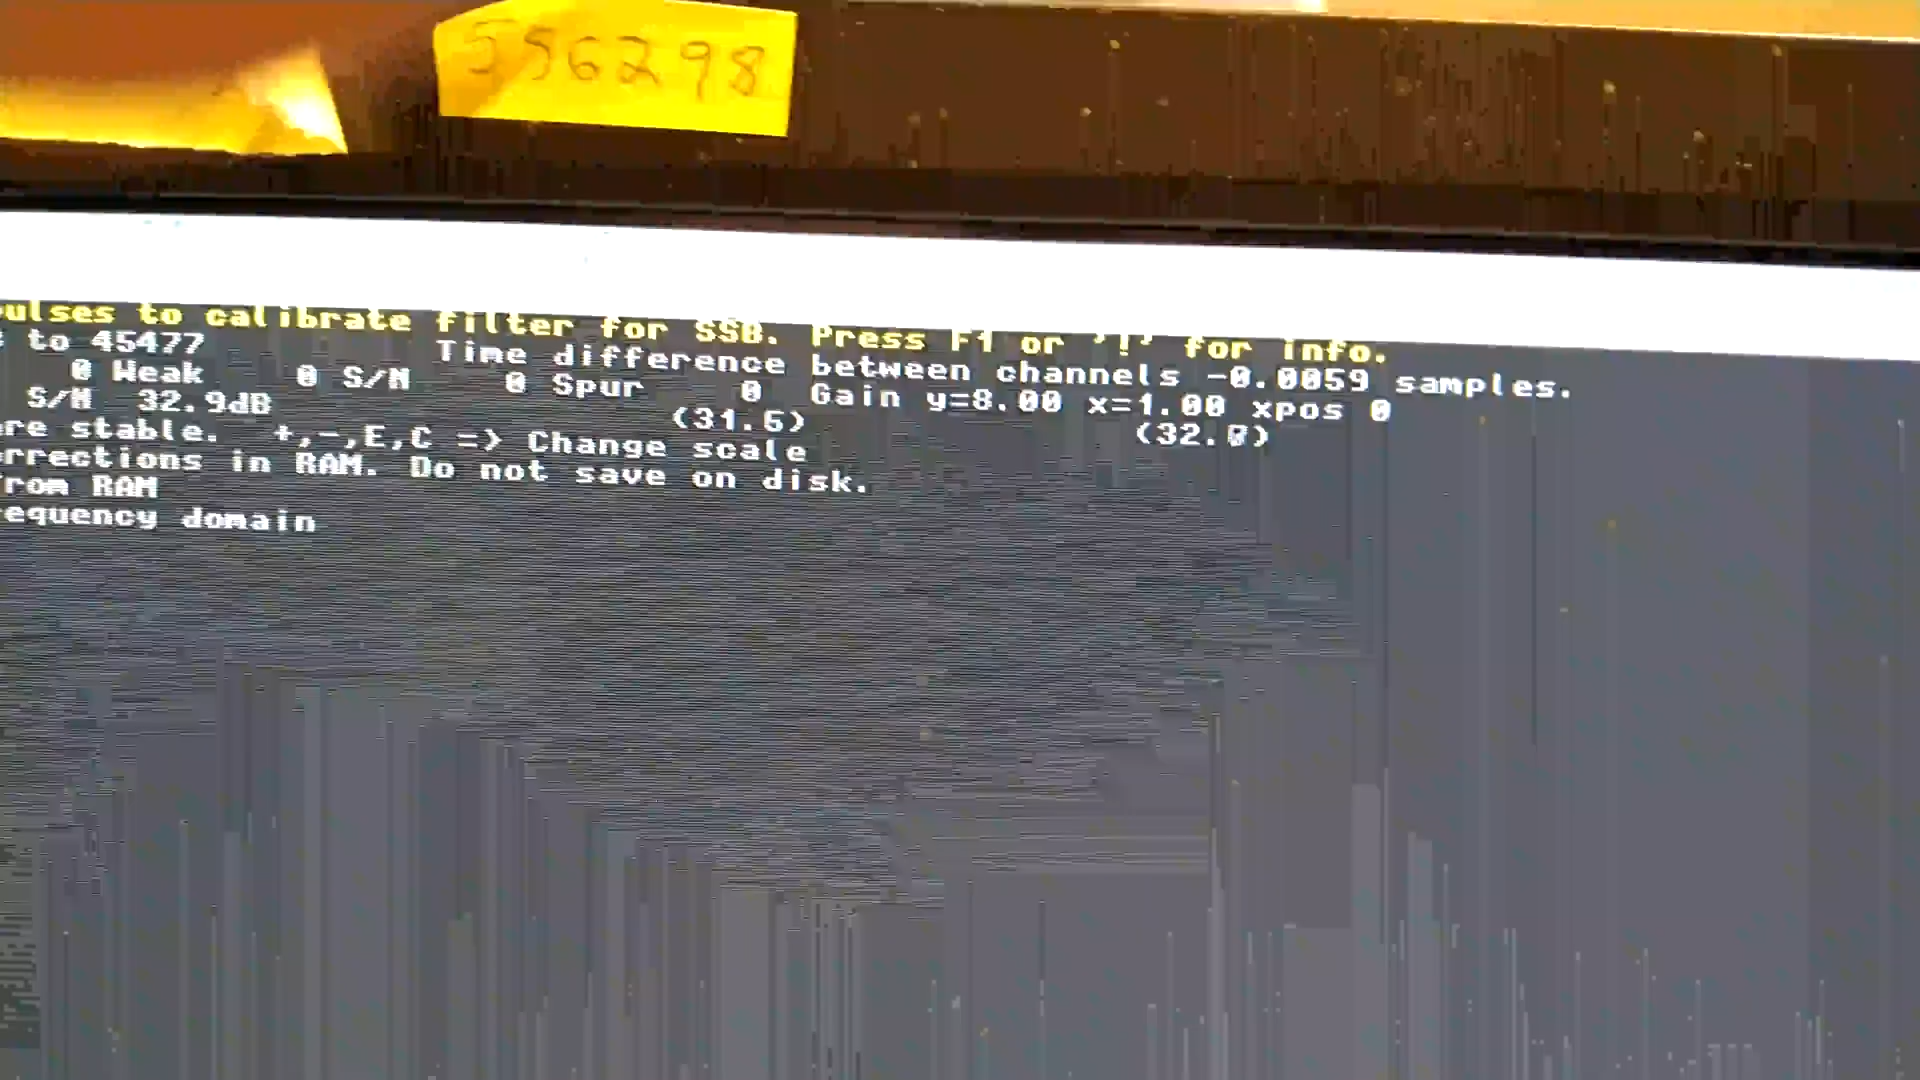 556298
ulses to calibrate filter for SSB. Press F1 or '!' for info.
to 45477 Time difference between channels -0.0059 samples.
0 Weak 0 S/N 0 Spur 0 Gain y=8.00 x=1.00 xpos 0
S/N 32.9dB (31.6) (32.0)
re stable. +,-,E,C => Change scale
rrections in RAM. Do not save on disk.
rom RAM
equency domain